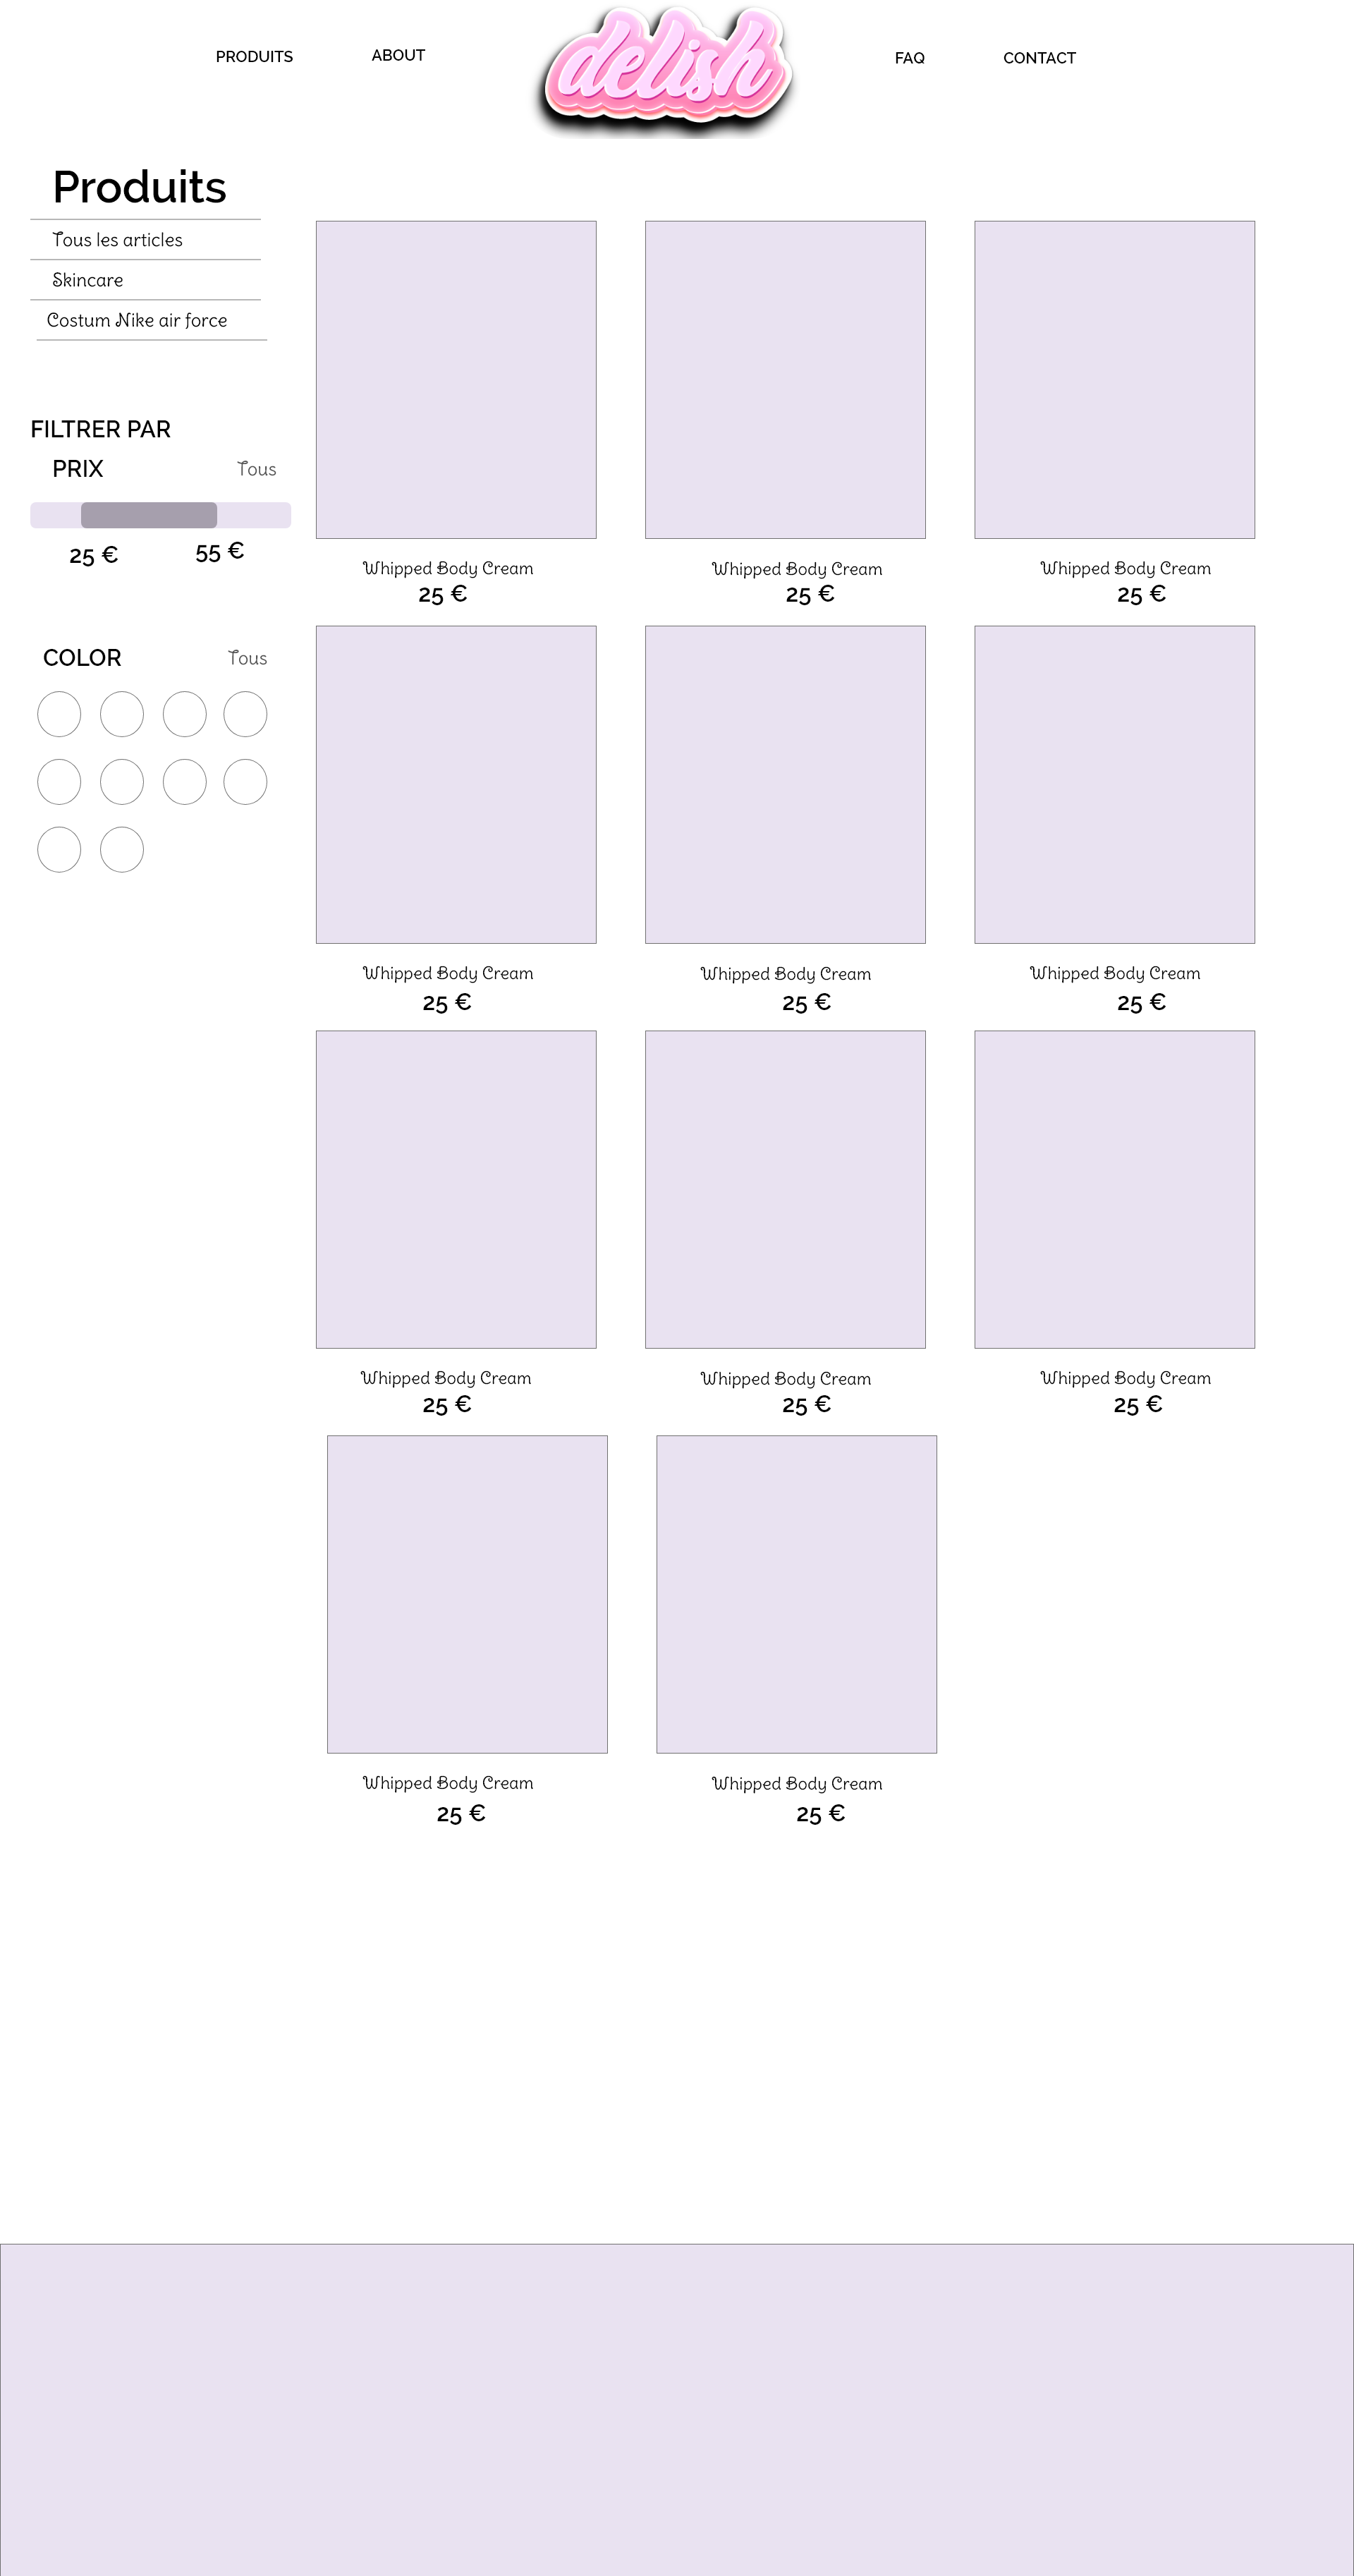 PRODUITS ABOUT delish FAQ CONTACT
Produits
Tous les articles
Skincare
Costum Nike air force
FILTRER PAR
PRIX Tous
25 € 55 €
COLOR Tous
Whipped Body Cream Whipped Body Cream Whipped Body Cream
25 € 25 € 25 €
Whipped Body Cream Whipped Body Cream Whipped Body Cream
25 € 25 € 25 €
Whipped Body Cream Whipped Body Cream Whipped Body Cream
25 € 25 € 25 €
Whipped Body Cream Whipped Body Cream
25 € 25 €